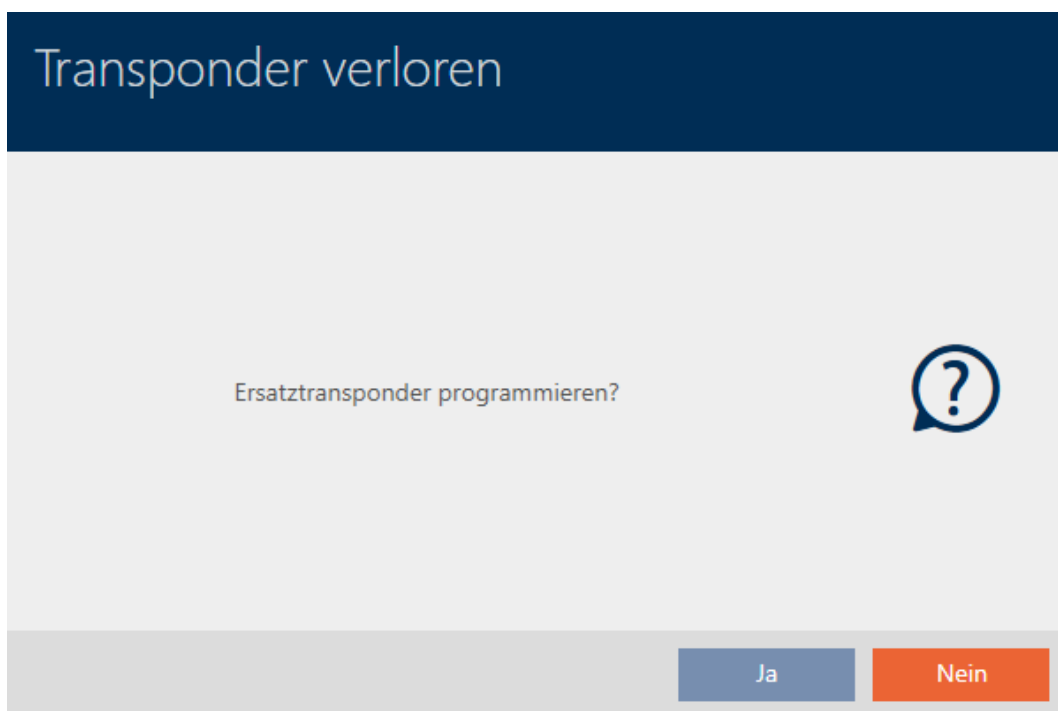 Transponder verloren
Ersatztransponder programmieren?
?
Ja
Nein